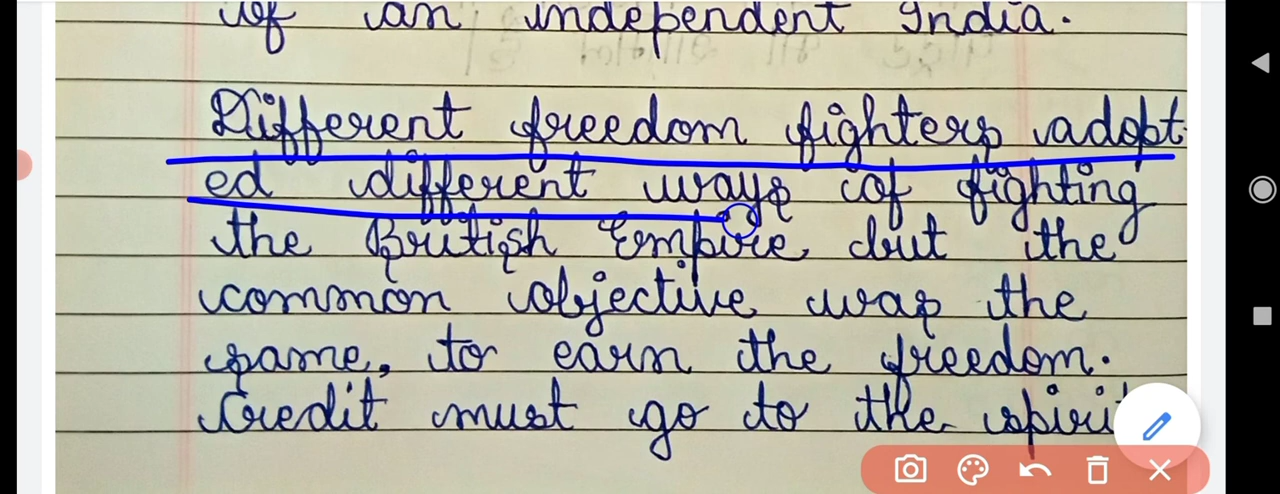 of an independent India.
Different freedom fighters adopt-
ed different ways of fighting
the British Empire, but the
common objective was the
same, to earn the freedom.
Credit must go to the spirit